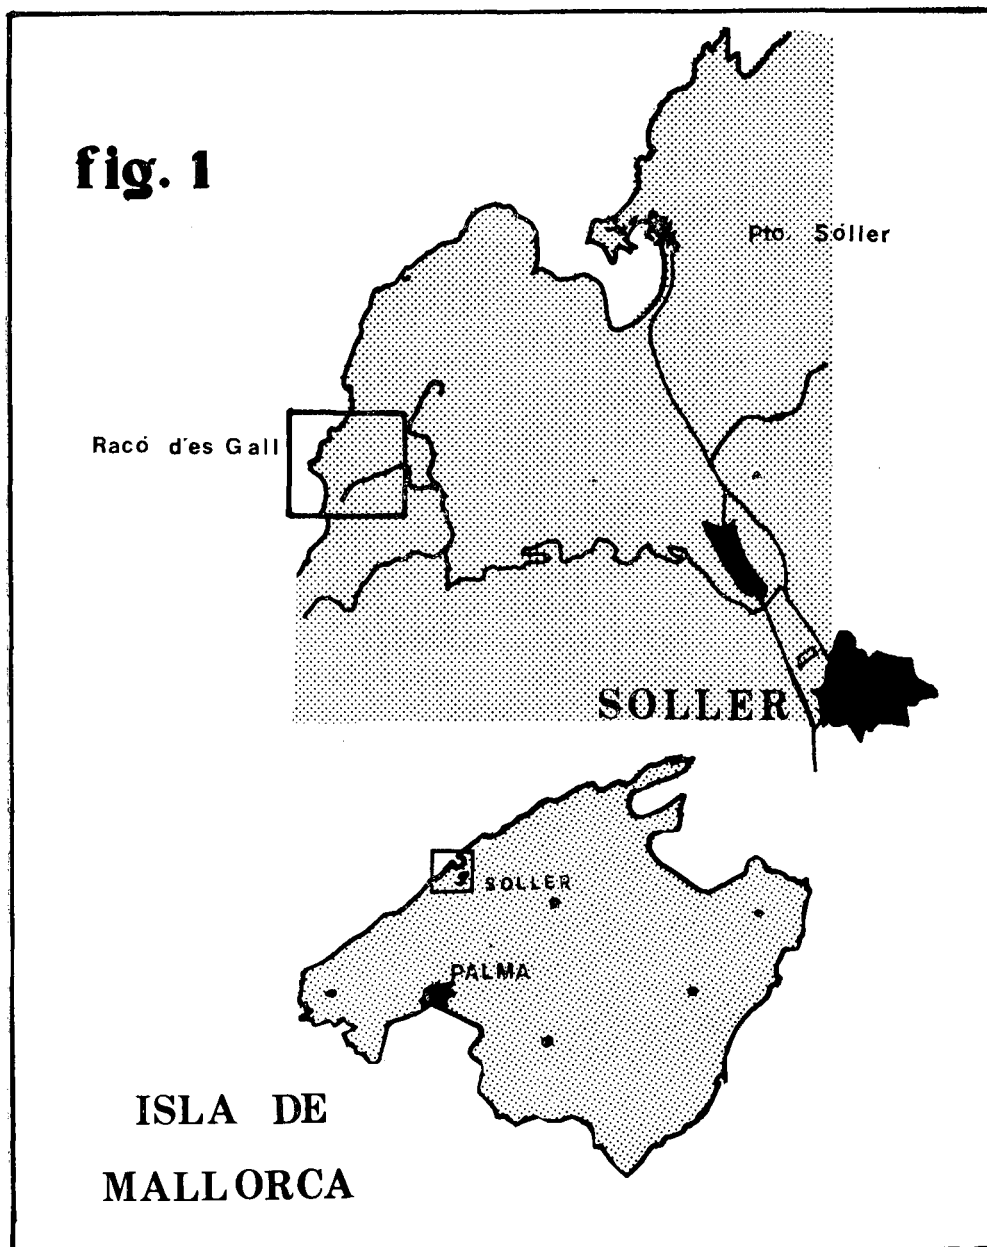 fig. 1
Pto. Sóller
Racó d'es Gall
SOLLER
SOLLER
PALMA
ISLA DE
MALLORCA